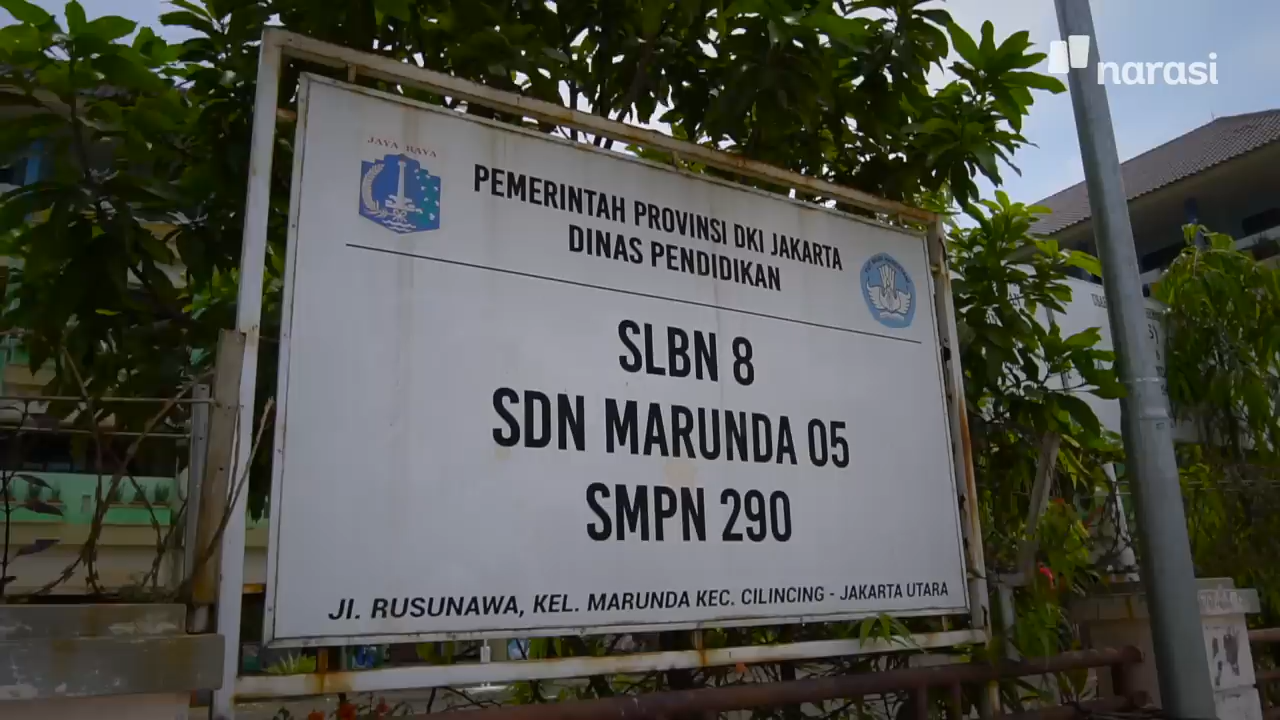 narasi
JAYA RAYA
PEMERINTAH PROVINSI DKI JAKARTA
DINAS PENDIDIKAN
SLBN 8
SDN MARUNDA 05
SMPN 290
Jl. RUSUNAWA, KEL. MARUNDA KEC. CILINCING - JAKARTA UTARA